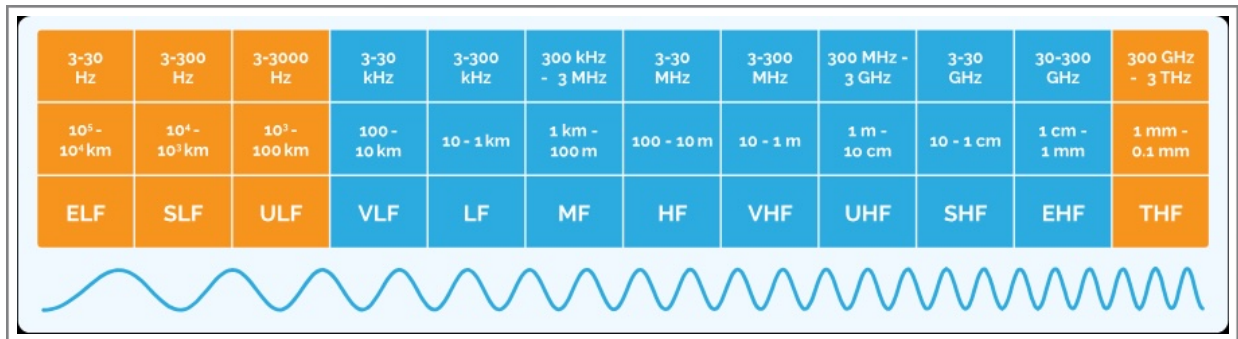 3-30 Hz
3-300 Hz
3-3000 Hz
3-30 kHz
3-300 kHz
300 kHz - 3 MHz
3-30 MHz
3-300 MHz
300 MHz - 3 GHz
3-30 GHz
30-300 GHz
300 GHz - 3 THz
10⁵ - 10⁴ km
10⁴ - 10³ km
10³ - 100 km
100 - 10 km
10 - 1 km
1 km - 100 m
100 - 10 m
10 - 1 m
1 m - 10 cm
10 - 1 cm
1 cm - 1 mm
1 mm - 0.1 mm
ELF
SLF
ULF
VLF
LF
MF
HF
VHF
UHF
SHF
EHF
THF